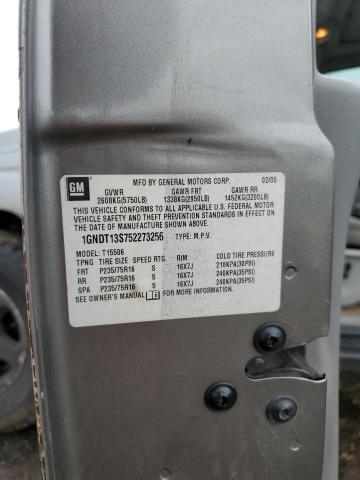 GM
MFD BY GENERAL MOTORS CORP. 02/05
GVWR GAWR FRT GAWR RR
2608KG(5750LB) 1338KG(2950LB) 1452KG(3200LB)
THIS VEHICLE CONFORMS TO ALL APPLICABLE U.S. FEDERAL MOTOR
VEHICLE SAFETY AND THEFT PREVENTION STANDARDS IN EFFECT ON
THE DATE OF MANUFACTURE SHOWN ABOVE.
1GNDT13S752273256 TYPE: M.P.V.
MODEL: T15506
TPNG TIRE SIZE SPEED RTG RIM COLD TIRE PRESSURE
FRT P235/75R16 S 16X7J 210KPA(30PSI)
RR P235/75R16 S 16X7J 240KPA(35PSI)
SPA P235/75R16 S 16X7J 240KPA(35PSI)
SEE OWNER'S MANUAL FOR MORE INFORMATION.